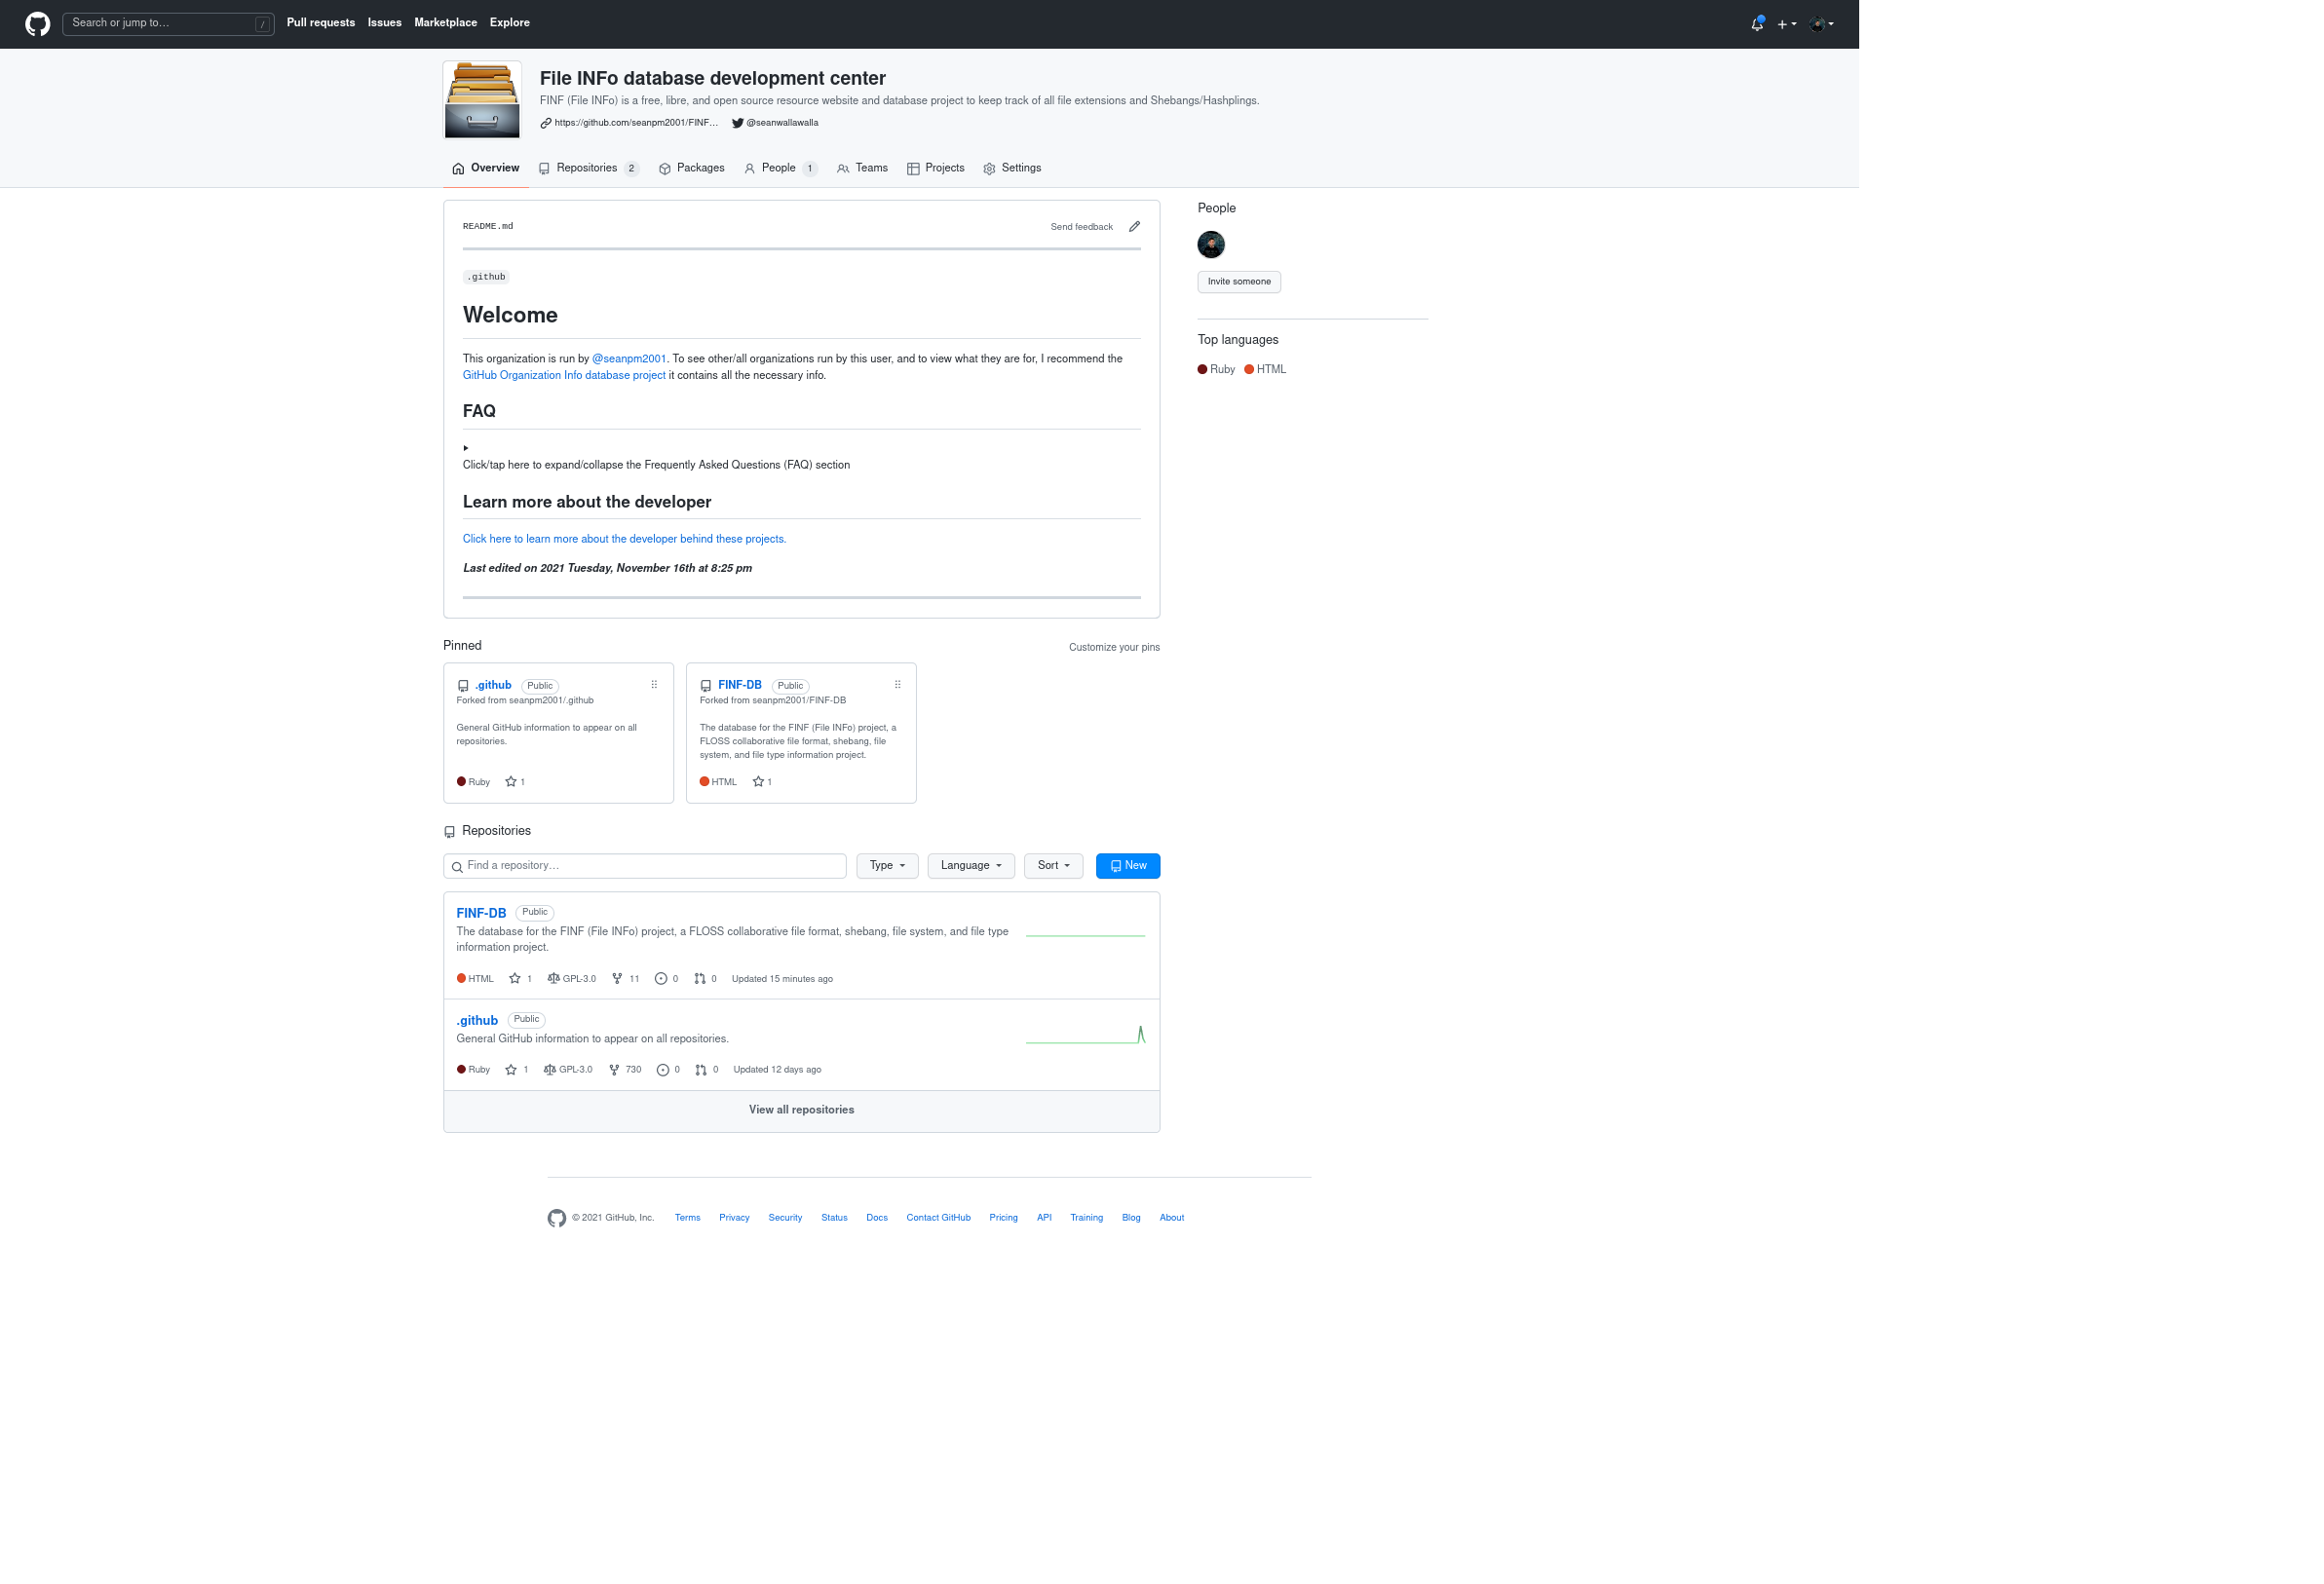 Search or jump to… /
Pull requests Issues Marketplace Explore
File INFo database development center
FINF (File INFo) is a free, libre, and open source resource website and database project to keep track of all file extensions and Shebangs/Hashplings.
https://github.com/seanpm2001/FINF… @seanwallawalla
Overview Repositories 2 Packages People 1 Teams Projects Settings
README.md Send feedback
.github
Welcome
This organization is run by @seanpm2001. To see other/all organizations run by this user, and to view what they are for, I recommend the
GitHub Organization Info database project it contains all the necessary info.
FAQ
Click/tap here to expand/collapse the Frequently Asked Questions (FAQ) section
Learn more about the developer
Click here to learn more about the developer behind these projects.
Last edited on 2021 Tuesday, November 16th at 8:25 pm
People
Invite someone
Top languages
Ruby HTML
Pinned Customize your pins
.github Public
Forked from seanpm2001/.github
General GitHub information to appear on all
repositories.
Ruby 1
FINF-DB Public
Forked from seanpm2001/FINF-DB
The database for the FINF (File INFo) project, a
FLOSS collaborative file format, shebang, file
system, and file type information project.
HTML 1
Repositories
Find a repository… Type Language Sort New
FINF-DB Public
The database for the FINF (File INFo) project, a FLOSS collaborative file format, shebang, file system, and file type
information project.
HTML 1 GPL-3.0 11 0 0 Updated 15 minutes ago
.github Public
General GitHub information to appear on all repositories.
Ruby 1 GPL-3.0 730 0 0 Updated 12 days ago
View all repositories
© 2021 GitHub, Inc. Terms Privacy Security Status Docs Contact GitHub Pricing API Training Blog About